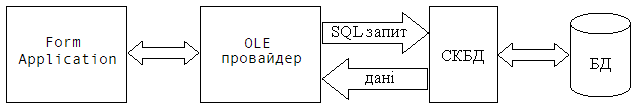 Form
Application
OLE
провайдер
SQL запит
дані
СКБД
БД